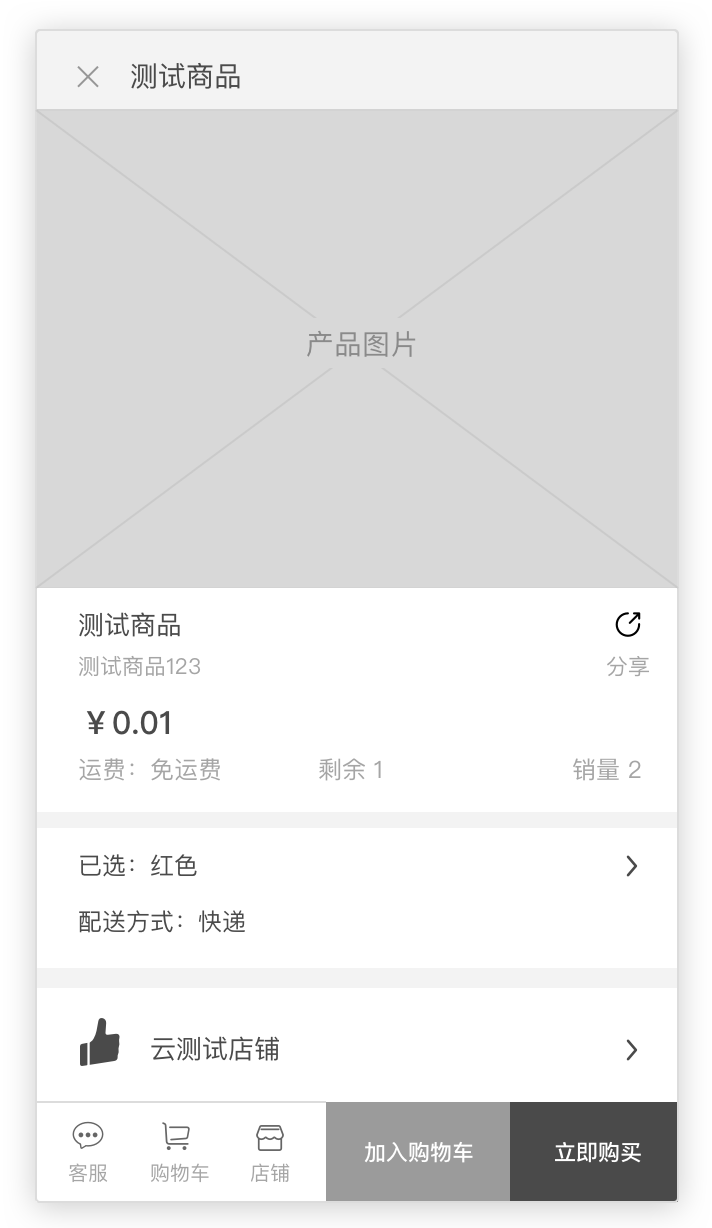 测试商品
产品图片
测试商品
测试商品123
分享
¥ 0.01
运费：免运费 剩余 1 销量 2
已选：红色
配送方式：快递
云测试店铺
客服 购物车 店铺 加入购物车 立即购买